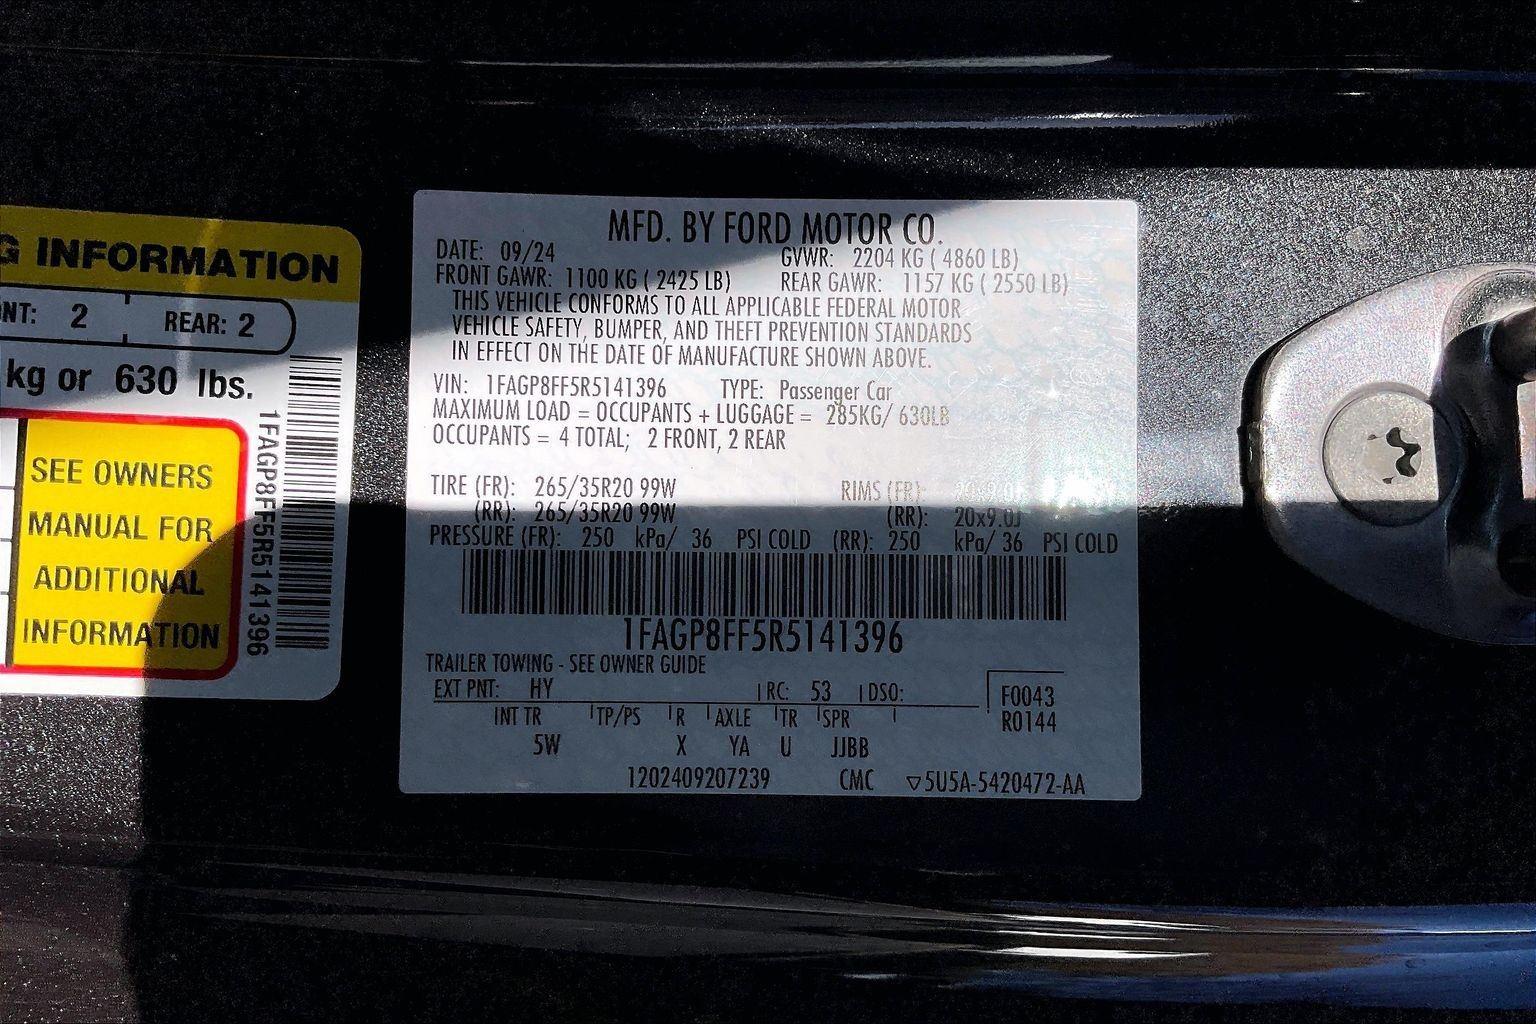 G INFORMATION
NT: 2 REAR: 2
kg or 630 lbs.
SEE OWNERS
MANUAL FOR
ADDITIONAL
INFORMATION
1FAGP8FF5R5141396
MFD. BY FORD MOTOR CO.
DATE: 09/24 GVWR: 2204 KG ( 4860 LB)
FRONT GAWR: 1100 KG ( 2425 LB) REAR GAWR: 1157 KG ( 2550 LB)
THIS VEHICLE CONFORMS TO ALL APPLICABLE FEDERAL MOTOR
VEHICLE SAFETY, BUMPER, AND THEFT PREVENTION STANDARDS
IN EFFECT ON THE DATE OF MANUFACTURE SHOWN ABOVE.
VIN: 1FAGP8FF5R5141396 TYPE: Passenger Car
MAXIMUM LOAD = OCCUPANTS + LUGGAGE = 285KG/ 630LB
OCCUPANTS = 4 TOTAL; 2 FRONT, 2 REAR
TIRE (FR): 265/35R20 99W RIMS (FR):
(RR): 265/35R20 99W (RR): 20x9.0J
PRESSURE (FR): 250 kPa/ 36 PSI COLD (RR): 250 kPa/ 36 PSI COLD
1FAGP8FF5R5141396
TRAILER TOWING - SEE OWNER GUIDE
EXT PNT: HY RC: 53 DSO: F0043
INT TR TP/PS R AXLE TR SPR R0144
5W X YA U JJBB
1202409207239 CMC ▽5U5A-5420472-AA